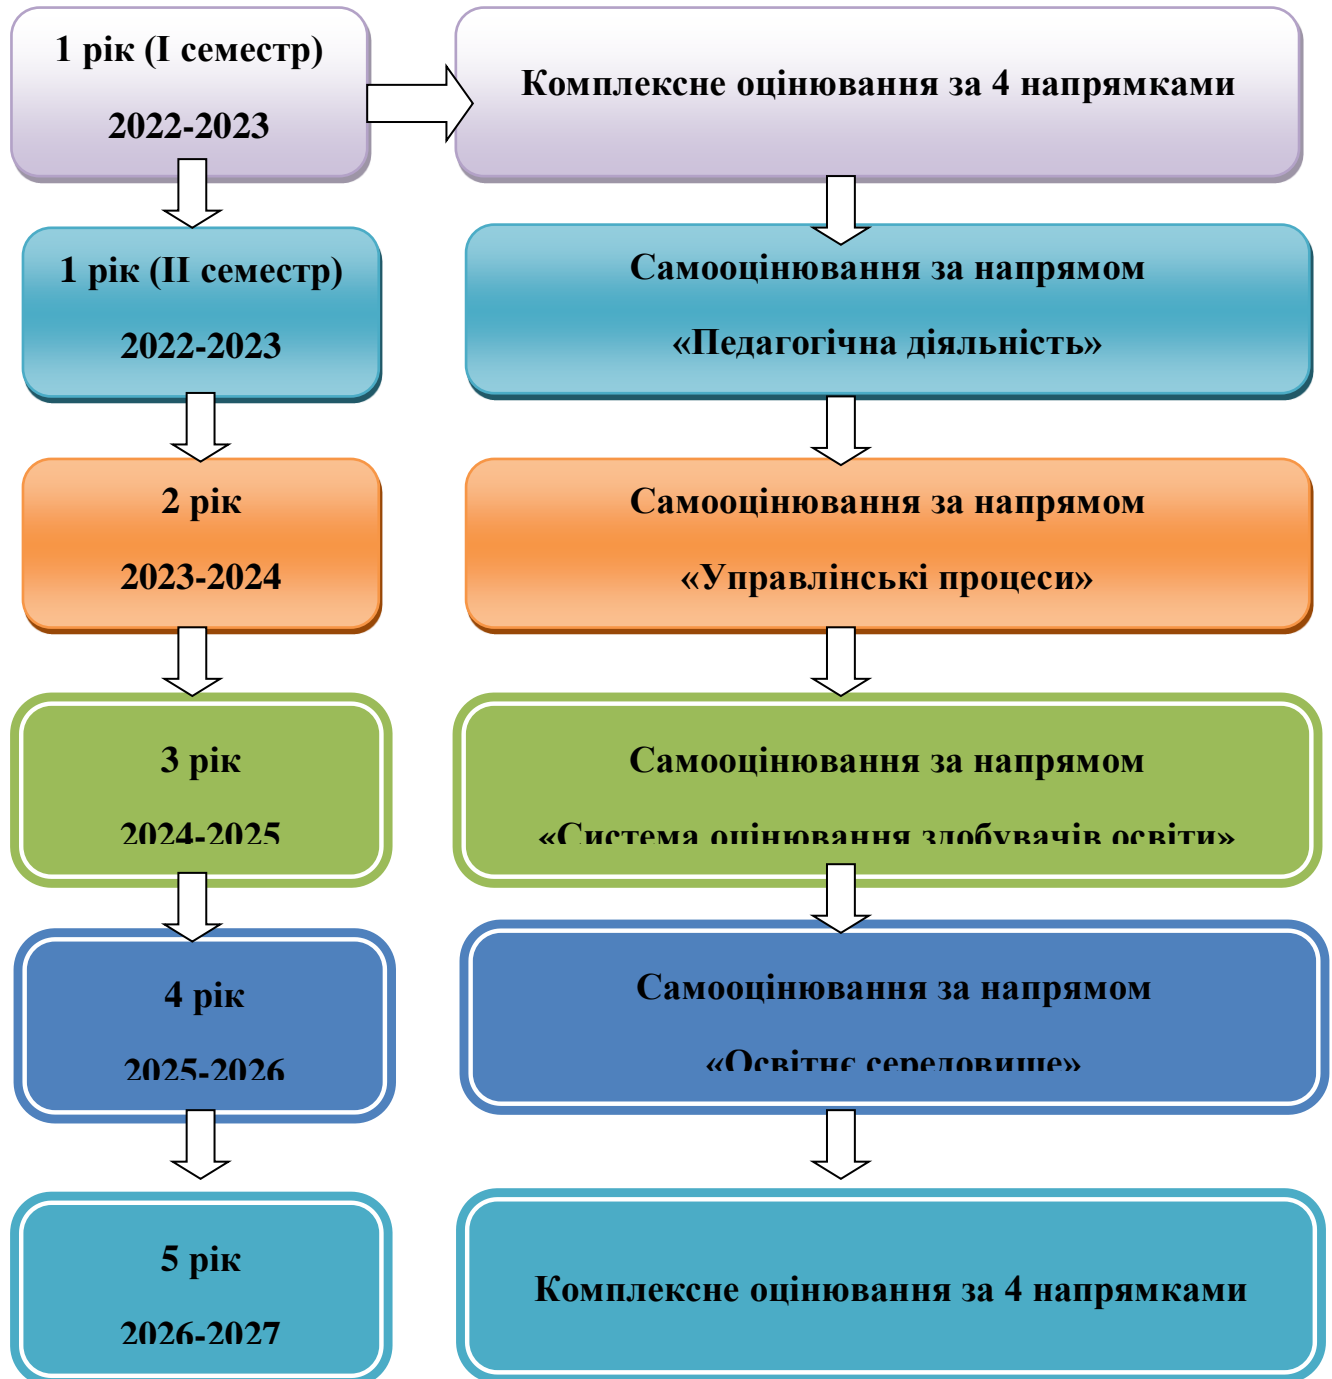 1 рік (І семестр)
2022-2023
Комплексне оцінювання за 4 напрямками
1 рік (ІІ семестр)
2022-2023
Самооцінювання за напрямом
«Педагогічна діяльність»
2 рік
2023-2024
Самооцінювання за напрямом
«Управлінські процеси»
3 рік
2024-2025
Самооцінювання за напрямом
«Система оцінювання здобувачів освіти»
4 рік
2025-2026
Самооцінювання за напрямом
«Освітнє середовище»
5 рік
2026-2027
Комплексне оцінювання за 4 напрямками